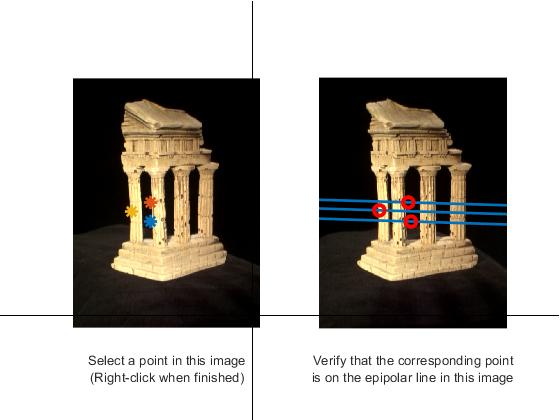 Select a point in this image
(Right-click when finished)
Verify that the corresponding point
is on the epipolar line in this image